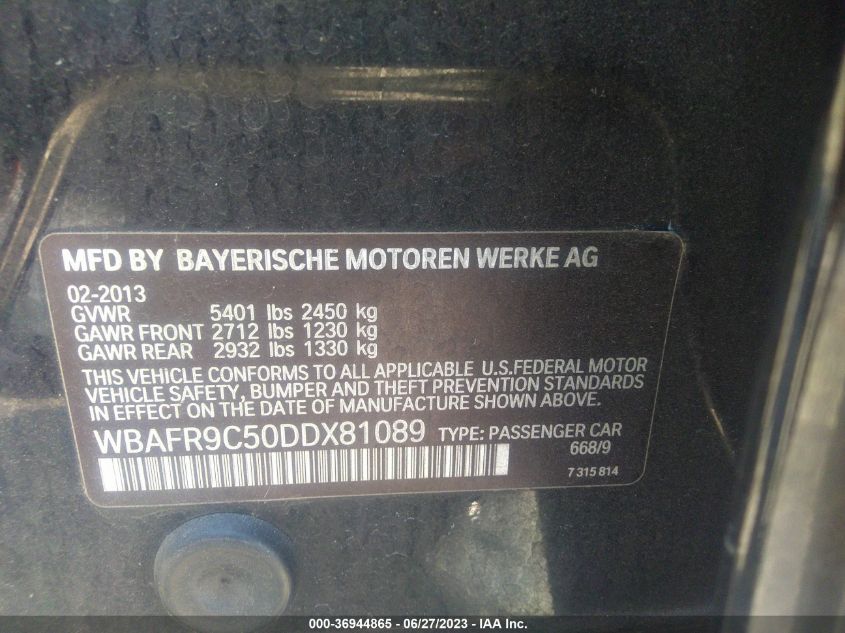 MFD BY BAYERISCHE MOTOREN WERKE AG
02-2013
GVWR 5401 lbs 2450 kg
GAWR FRONT 2712 lbs 1230 kg
GAWR REAR 2932 lbs 1330 kg
THIS VEHICLE CONFORMS TO ALL APPLICABLE U.S.FEDERAL MOTOR
VEHICLE SAFETY, BUMPER AND THEFT PREVENTION STANDARDS
IN EFFECT ON THE DATE OF MANUFACTURE SHOWN ABOVE.
WBAFR9C50DDX81089 TYPE: PASSENGER CAR
668/9
7 315 814
000-36944865 - 06/27/2023 - IAA Inc.